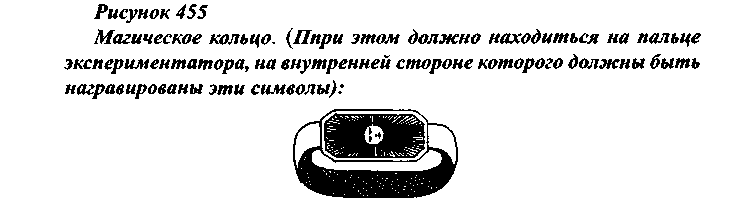 Рисунок 455
Магическое кольцо. (Ппри этом должно находиться на пальце
экспериментатора, на внутренней стороне которого должны быть
награвированы эти символы):